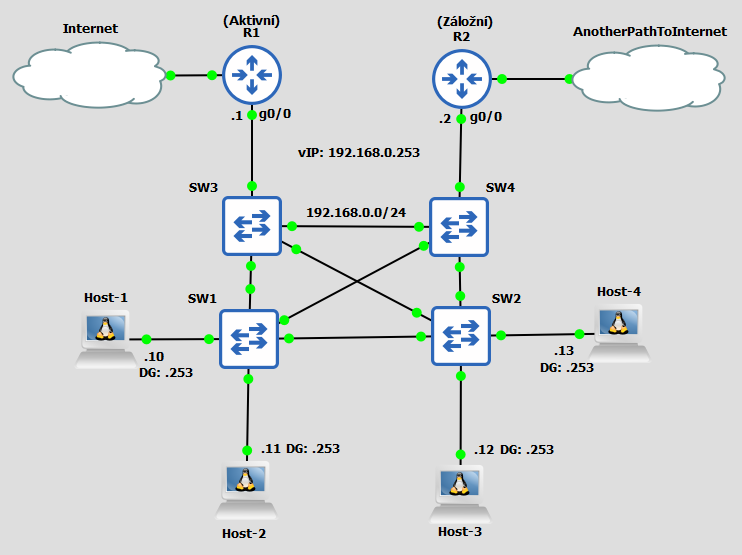 (Aktivní)
R1
(Záložní)
R2
Internet
AnotherPathToInternet
.1
g0/0
.2
g0/0
vIP: 192.168.0.253
SW3
SW4
192.168.0.0/24
Host-1
SW1
SW2
Host-4
.10
DG: .253
.13
DG: .253
.11 DG: .253
.12 DG: .253
Host-2
Host-3